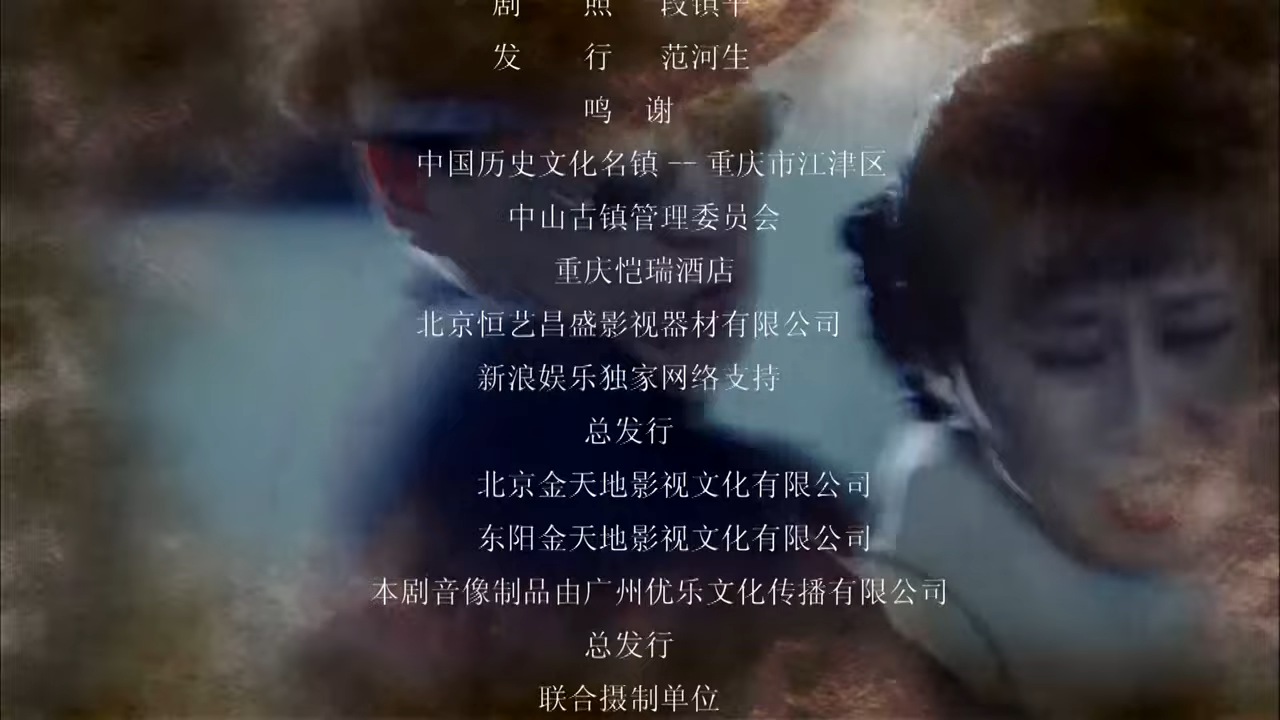 剧 照 段镇平
发 行 范河生
鸣 谢
中国历史文化名镇 -- 重庆市江津区
中山古镇管理委员会
重庆恺瑞酒店
北京恒艺昌盛影视器材有限公司
新浪娱乐独家网络支持
总发行
北京金天地影视文化有限公司
东阳金天地影视文化有限公司
本剧音像制品由广州优乐文化传播有限公司
总发行
联合摄制单位